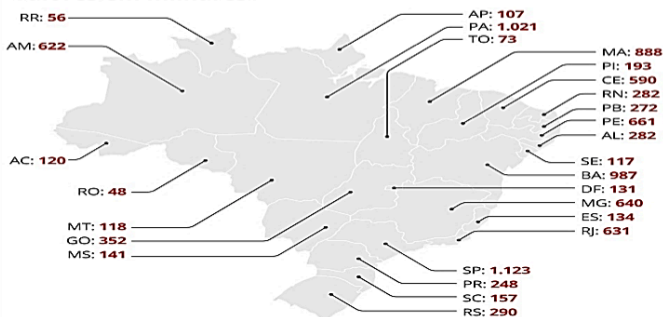 RR: 56
AM: 622
AC: 120
RO: 48
MT: 118
GO: 352
MS: 141
AP: 107
PA: 1.021
TO: 73
MA: 888
PI: 193
CE: 590
RN: 282
PB: 272
PE: 661
AL: 282
SE: 117
BA: 987
DF: 131
MG: 640
ES: 134
RJ: 631
SP: 1.123
PR: 248
SC: 157
RS: 290